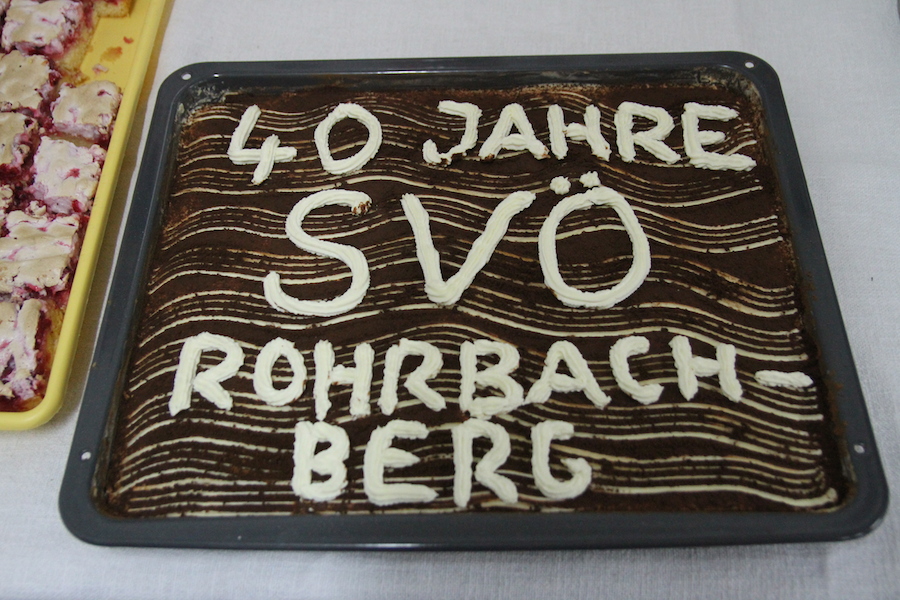 40 JAHRE
SVÖ
ROHRBACH-
BERG